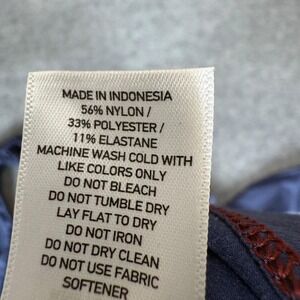 MADE IN INDONESIA
56% NYLON /
33% POLYESTER /
11% ELASTANE
MACHINE WASH COLD WITH
LIKE COLORS ONLY
DO NOT BLEACH
DO NOT TUMBLE DRY
LAY FLAT TO DRY
DO NOT IRON
DO NOT DRY CLEAN
DO NOT USE FABRIC
SOFTENER